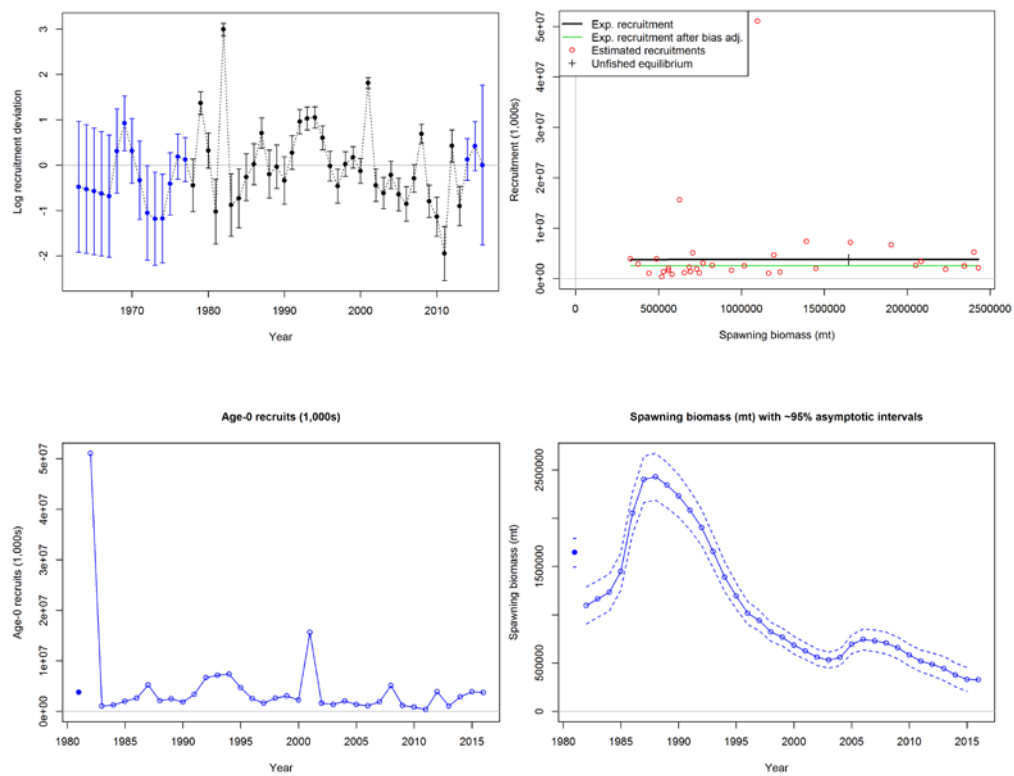 3
2
1
0
-1
-2
Log recruitment deviation
1970
1980
1990
2000
2010
Year
Exp. recruitment
Exp. recruitment after bias adj.
Estimated recruitments
Unfished equilibrium
5e+07
4e+07
3e+07
2e+07
1e+07
0e+00
Recruitment (1,000s)
0
500000
1000000
1500000
2000000
2500000
Spawning biomass (mt)
Age-0 recruits (1,000s)
5e+07
4e+07
3e+07
2e+07
1e+07
0e+00
Age-0 recruits (1,000s)
1980
1985
1990
1995
2000
2005
2010
2015
Year
Spawning biomass (mt) with ~95% asymptotic intervals
2500000
1500000
500000
0
Spawning biomass (mt)
1980
1985
1990
1995
2000
2005
2010
2015
Year